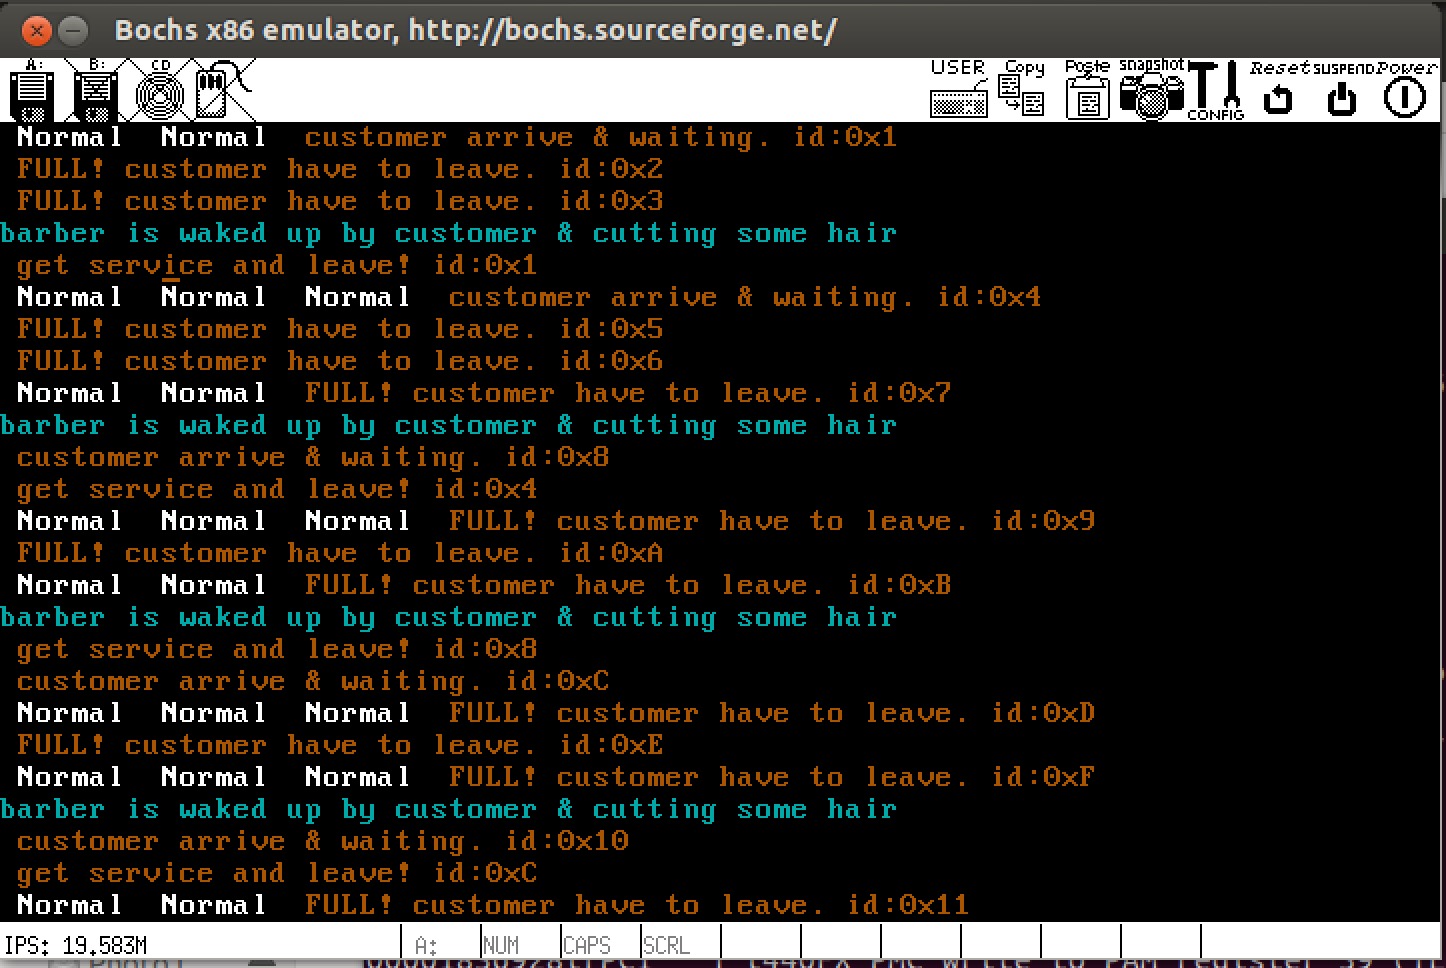 Bochs x86 emulator, http://bochs.sourceforge.net/
A: B: CD USER Copy Paste snapshot CONFIG Reset SUSPEND Power
Normal Normal customer arrive & waiting. id:0x1
FULL! customer have to leave. id:0x2
FULL! customer have to leave. id:0x3
barber is waked up by customer & cutting some hair
get service and leave! id:0x1
Normal Normal Normal customer arrive & waiting. id:0x4
FULL! customer have to leave. id:0x5
FULL! customer have to leave. id:0x6
Normal Normal FULL! customer have to leave. id:0x7
barber is waked up by customer & cutting some hair
customer arrive & waiting. id:0x8
get service and leave! id:0x4
Normal Normal Normal FULL! customer have to leave. id:0x9
FULL! customer have to leave. id:0xA
Normal Normal FULL! customer have to leave. id:0xB
barber is waked up by customer & cutting some hair
get service and leave! id:0x8
customer arrive & waiting. id:0xC
Normal Normal Normal FULL! customer have to leave. id:0xD
FULL! customer have to leave. id:0xE
Normal Normal Normal FULL! customer have to leave. id:0xF
barber is waked up by customer & cutting some hair
customer arrive & waiting. id:0x10
get service and leave! id:0xC
Normal Normal FULL! customer have to leave. id:0x11
IPS: 19.583M A: NUM CAPS SCRL